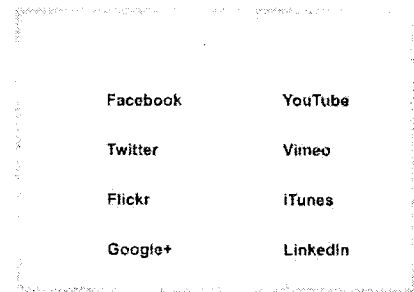 Facebook YouTube
Twitter Vimeo
Flickr iTunes
Google+ LinkedIn